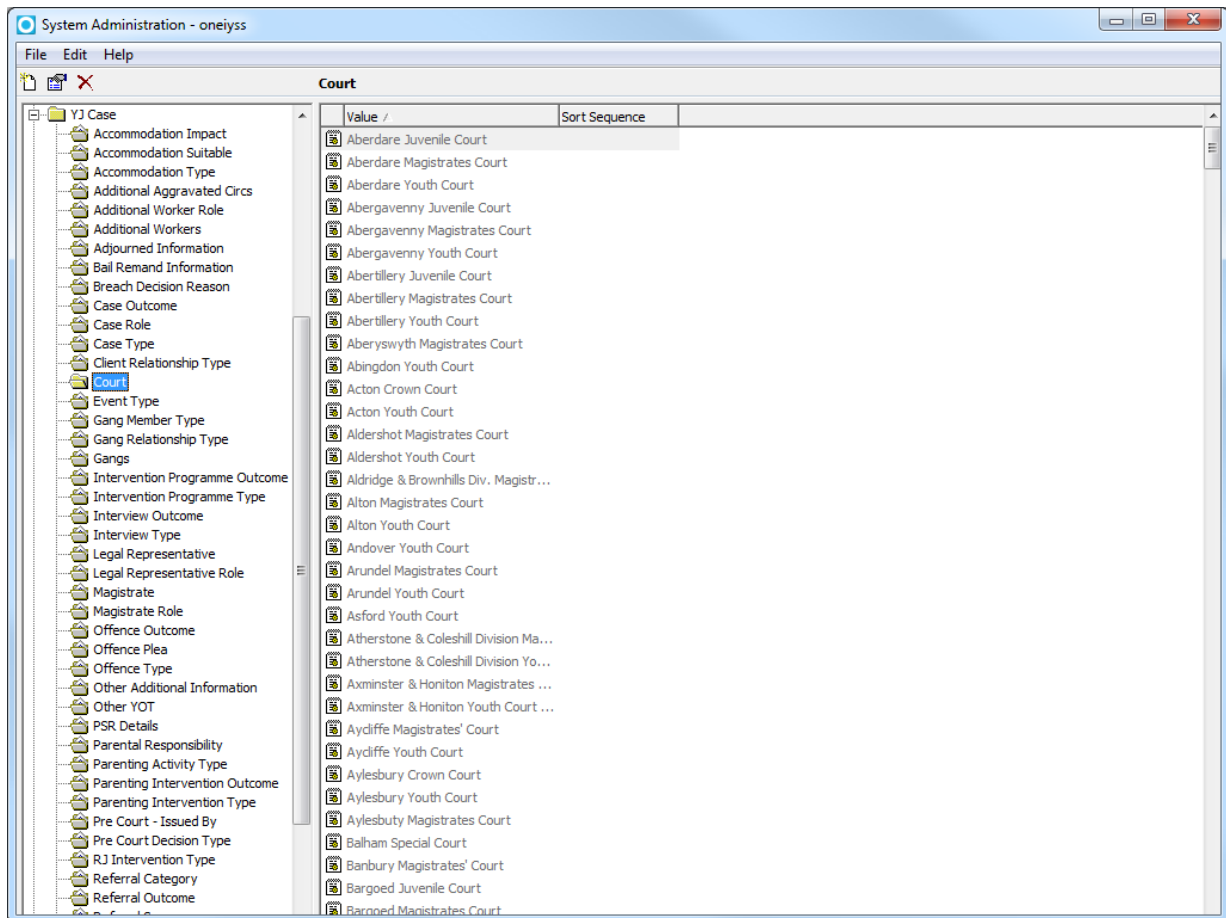 System Administration - oneiyss
File Edit Help
Court
YJ Case
Accommodation Impact
Accommodation Suitable
Accommodation Type
Additional Aggravated Circs
Additional Worker Role
Additional Workers
Adjourned Information
Bail Remand Information
Breach Decision Reason
Case Outcome
Case Role
Case Type
Client Relationship Type
Court
Event Type
Gang Member Type
Gang Relationship Type
Gangs
Intervention Programme Outcome
Intervention Programme Type
Interview Outcome
Interview Type
Legal Representative
Legal Representative Role
Magistrate
Magistrate Role
Offence Outcome
Offence Plea
Offence Type
Other Additional Information
Other YOT
PSR Details
Parental Responsibility
Parenting Activity Type
Parenting Intervention Outcome
Parenting Intervention Type
Pre Court - Issued By
Pre Court Decision Type
RJ Intervention Type
Referral Category
Referral Outcome
Value Sort Sequence
Aberdare Juvenile Court
Aberdare Magistrates Court
Aberdare Youth Court
Abergavenny Juvenile Court
Abergavenny Magistrates Court
Abergavenny Youth Court
Abertillery Juvenile Court
Abertillery Magistrates Court
Abertillery Youth Court
Aberyswyth Magistrates Court
Abingdon Youth Court
Acton Crown Court
Acton Youth Court
Aldershot Magistrates Court
Aldershot Youth Court
Aldridge & Brownhills Div. Magistr...
Alton Magistrates Court
Alton Youth Court
Andover Youth Court
Arundel Magistrates Court
Arundel Youth Court
Asford Youth Court
Atherstone & Coleshill Division Ma...
Atherstone & Coleshill Division Yo...
Axminster & Honiton Magistrates ...
Axminster & Honiton Youth Court ...
Aycliffe Magistrates' Court
Aycliffe Youth Court
Aylesbury Crown Court
Aylesbury Youth Court
Aylesbuty Magistrates Court
Balham Special Court
Banbury Magistrates' Court
Bargoed Juvenile Court
Bargoed Magistrates Court